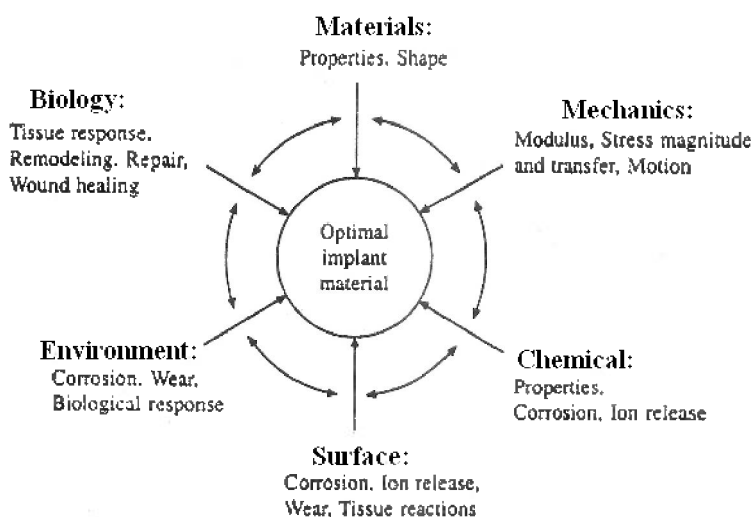 Materials:
Properties. Shape
Biology:
Tissue response.
Remodeling. Repair,
Wound healing
Mechanics:
Modulus, Stress magnitude
and transfer, Motion
Optimal
implant
material
Environment:
Corrosion. Wear,
Biological response
Chemical:
Properties,
Corrosion, Ion release
Surface:
Corrosion, Ion release,
Wear, Tissue reactions